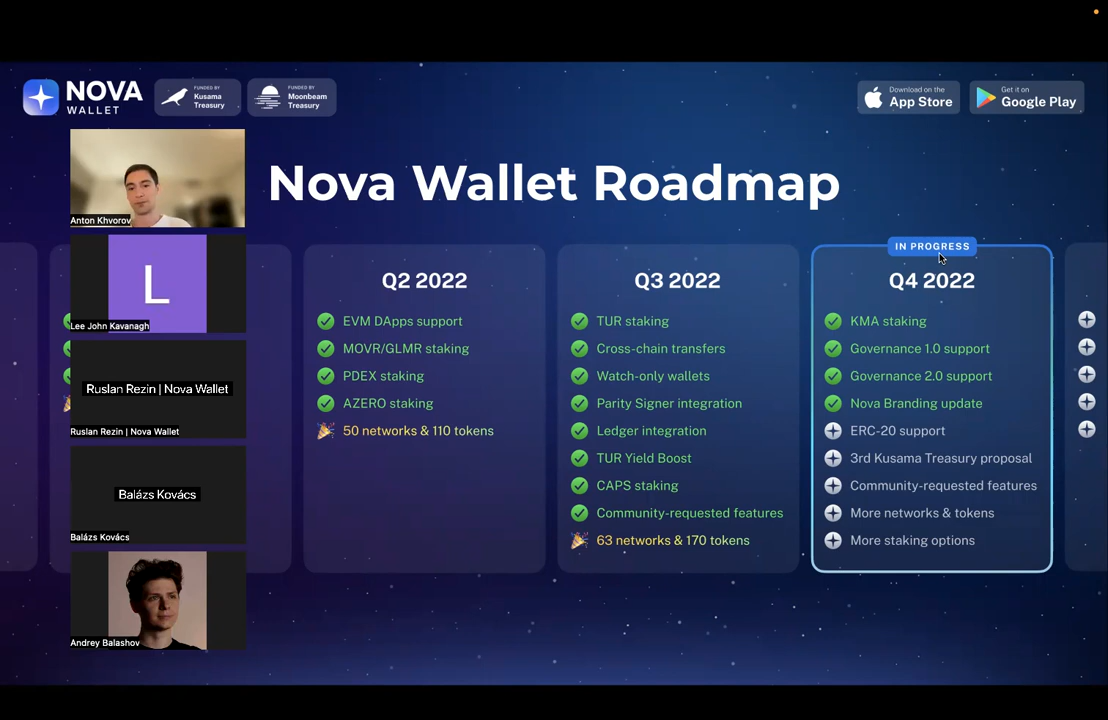 NOVA
WALLET
FUNDED BY
Kusama
Treasury
FUNDED BY
Moonbeam
Treasury
Download on the
App Store
Get it on
Google Play
Nova Wallet Roadmap
Anton Khvorov
L
Lee John Kavanagh
Ruslan Rezin | Nova Wallet
Ruslan Rezin | Nova Wallet
Balázs Kovács
Balázs Kovács
Andrey Balashov
Q2 2022
EVM DApps support
MOVR/GLMR staking
PDEX staking
AZERO staking
50 networks & 110 tokens
Q3 2022
TUR staking
Cross-chain transfers
Watch-only wallets
Parity Signer integration
Ledger integration
TUR Yield Boost
CAPS staking
Community-requested features
63 networks & 170 tokens
IN PROGRESS
Q4 2022
KMA staking
Governance 1.0 support
Governance 2.0 support
Nova Branding update
ERC-20 support
3rd Kusama Treasury proposal
Community-requested features
More networks & tokens
More staking options